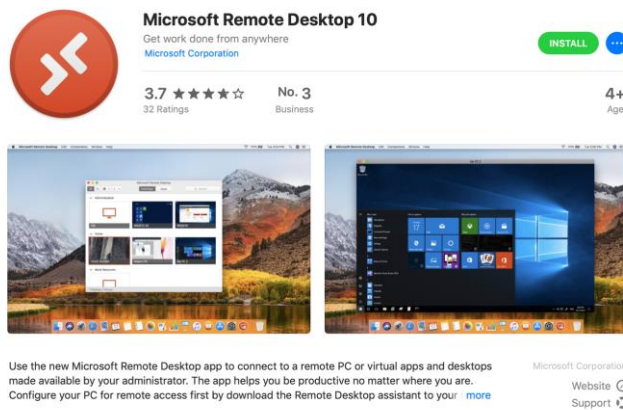 Microsoft Remote Desktop 10
Get work done from anywhere
Microsoft Corporation
INSTALL
3.7 ★★★★☆
No. 3
4+
32 Ratings
Business
Age
Use the new Microsoft Remote Desktop app to connect to a remote PC or virtual apps and desktops
made available by your administrator. The app helps you be productive no matter where you are.
Configure your PC for remote access first by download the Remote Desktop assistant to your more
Microsoft Corporation
Website
Support